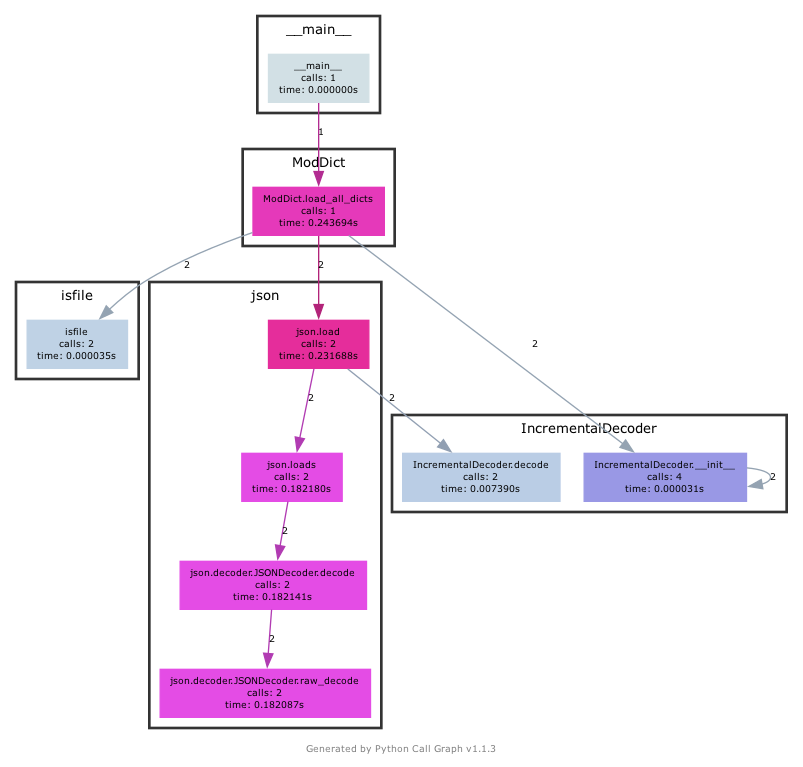 __main__
__main__
calls: 1
time: 0.000000s
1
ModDict
ModDict.load_all_dicts
calls: 1
time: 0.243694s
2
2
2
isfile
isfile
calls: 2
time: 0.000035s
json
json.load
calls: 2
time: 0.231688s
2
2
IncrementalDecoder
IncrementalDecoder.decode
calls: 2
time: 0.007390s
IncrementalDecoder.__init__
calls: 4
time: 0.000031s
2
json.loads
calls: 2
time: 0.182180s
2
json.decoder.JSONDecoder.decode
calls: 2
time: 0.182141s
2
json.decoder.JSONDecoder.raw_decode
calls: 2
time: 0.182087s
Generated by Python Call Graph v1.1.3